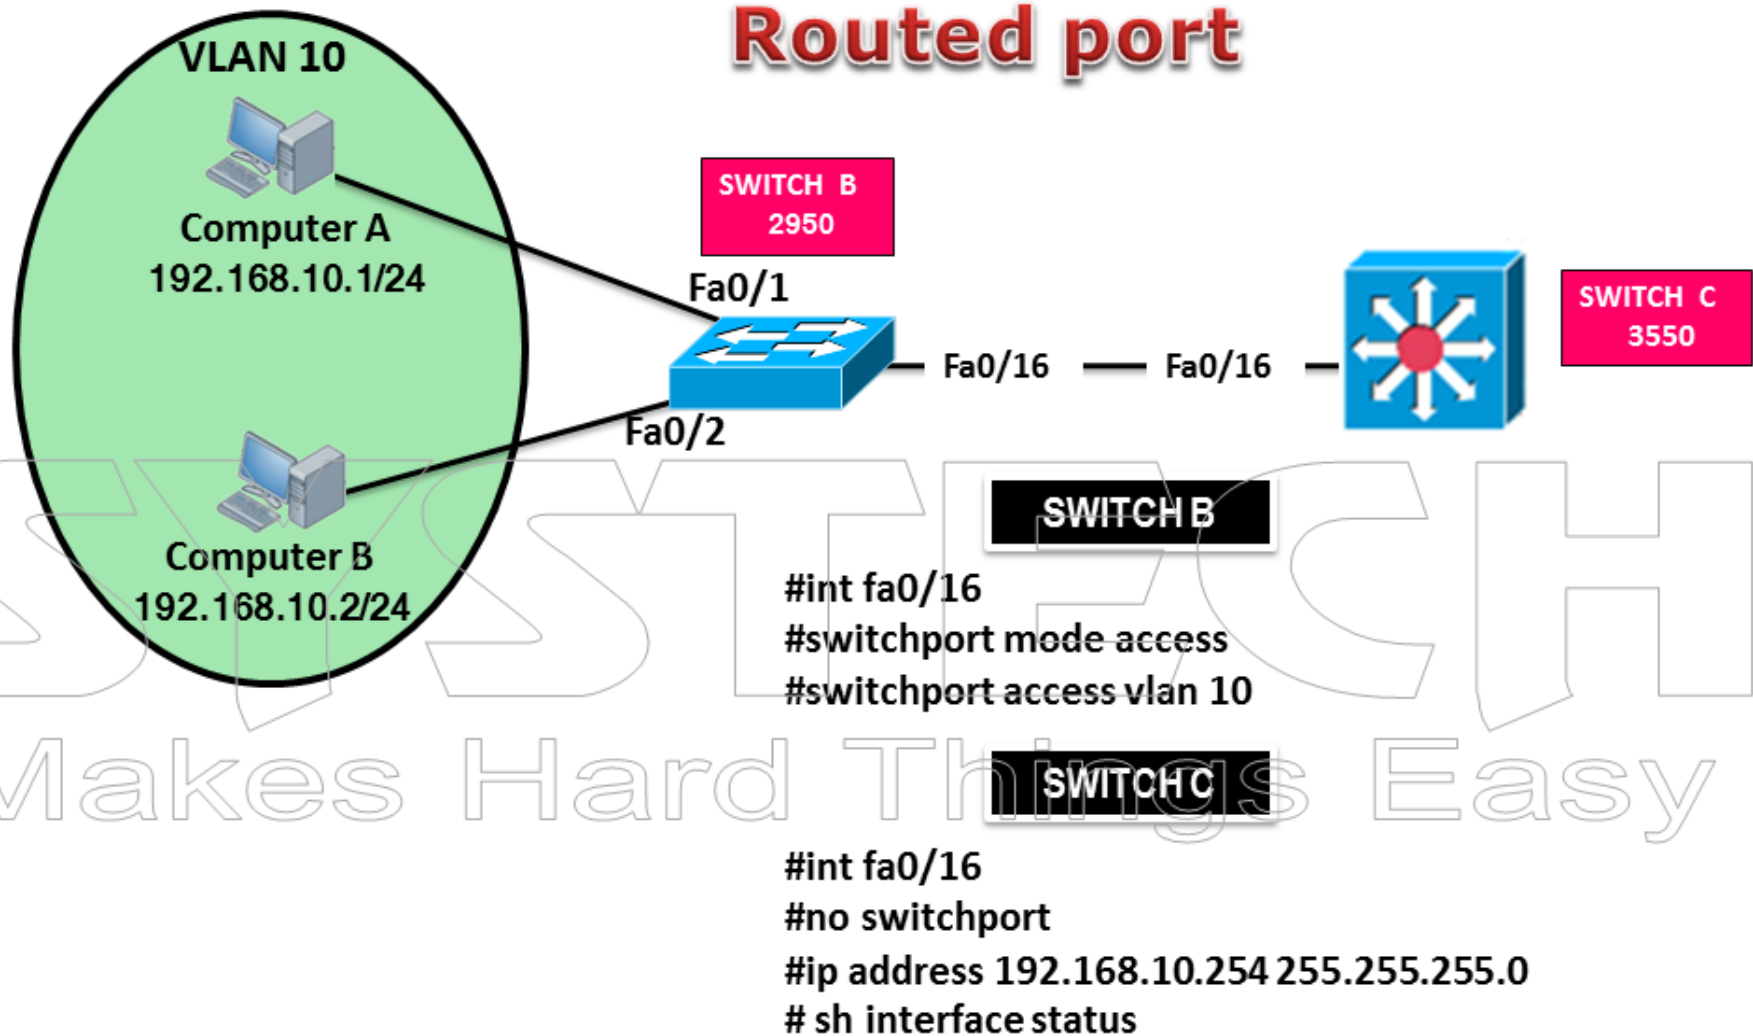 Routed port
VLAN 10
Computer A
192.168.10.1/24
SWITCH B
2950
Fa0/1
Fa0/16
Fa0/16
SWITCH C
3550
Fa0/2
Computer B
192.168.10.2/24
SWITCH B
#int fa0/16
#switchport mode access
#switchport access vlan 10
SWITCH C
#int fa0/16
#no switchport
#ip address 192.168.10.254 255.255.255.0
# sh interface status
SYSTECH
Makes Hard Things Easy